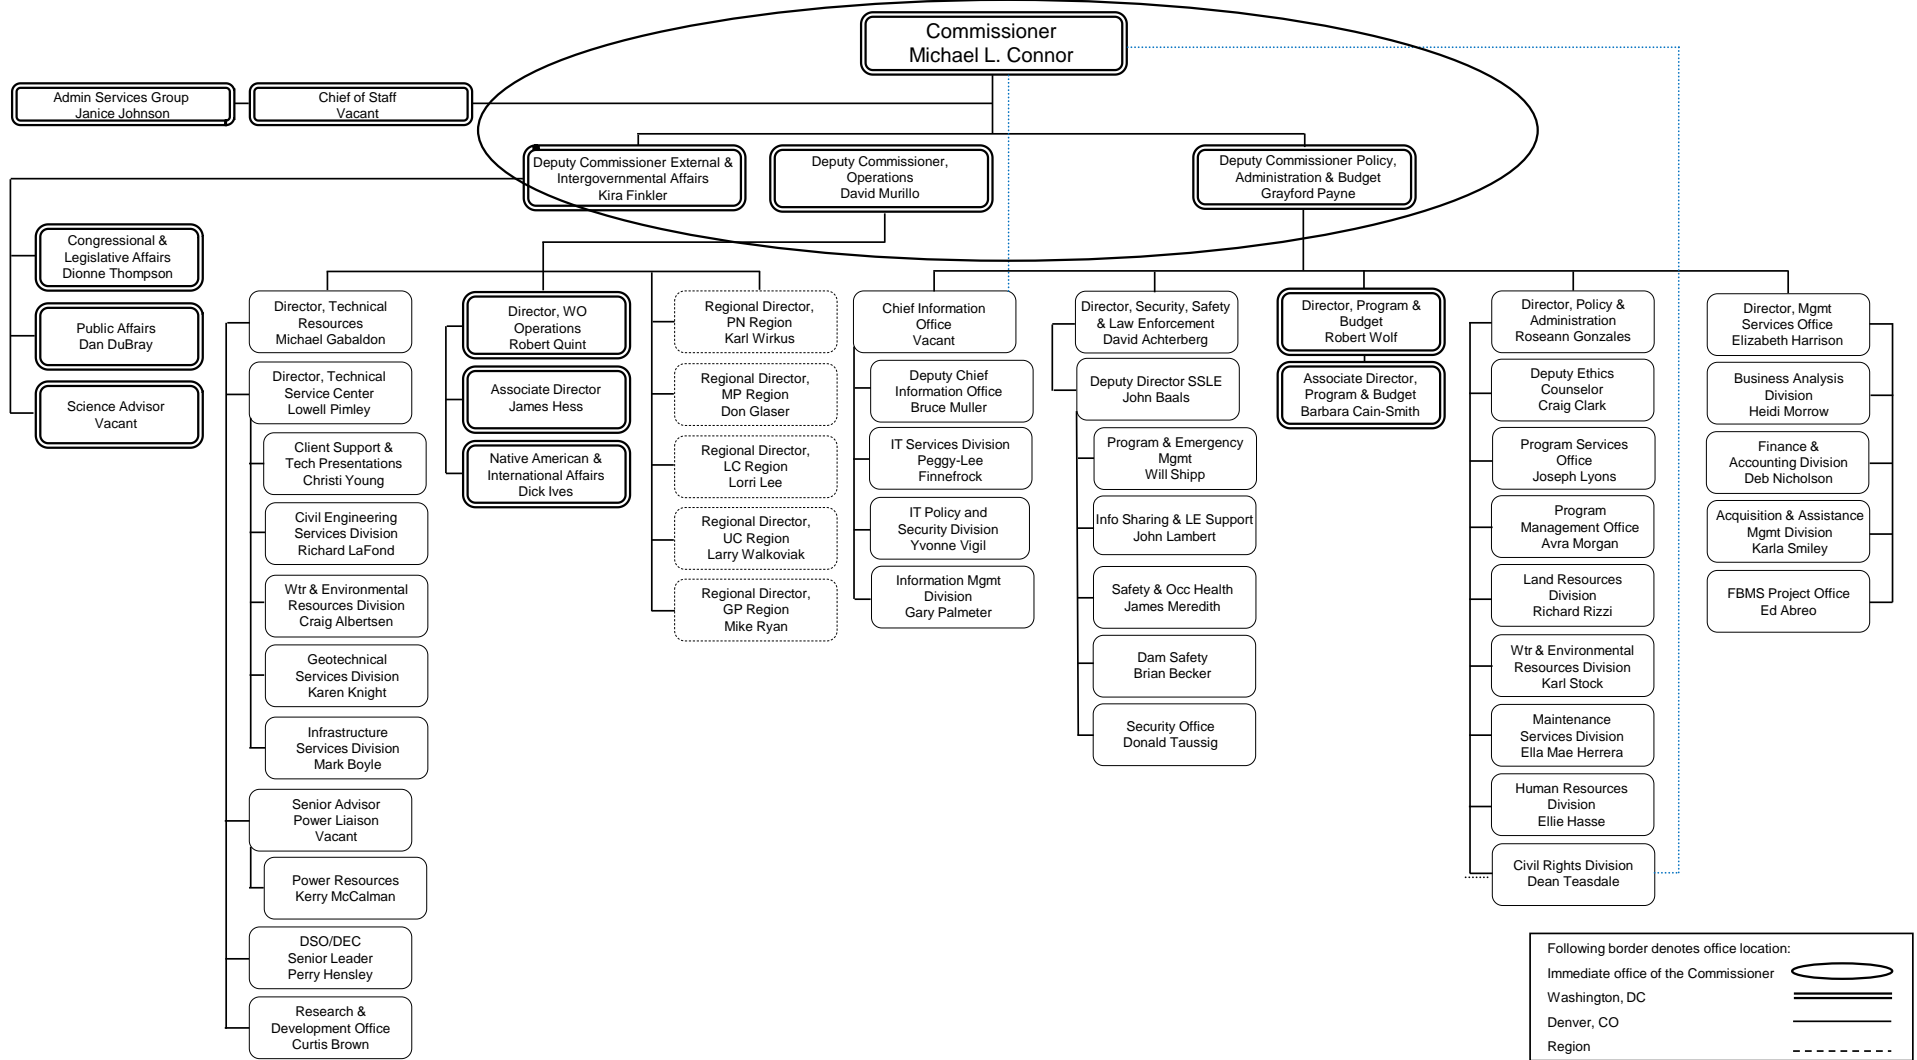 Commissioner
Michael L. Connor
Admin Services Group
Janice Johnson
Chief of Staff
Vacant
Deputy Commissioner External &
Intergovernmental Affairs
Kira Finkler
Deputy Commissioner,
Operations
David Murillo
Deputy Commissioner Policy,
Administration & Budget
Grayford Payne
Congressional &
Legislative Affairs
Dionne Thompson
Public Affairs
Dan DuBray
Science Advisor
Vacant
Director, Technical
Resources
Michael Gabaldon
Director, Technical
Service Center
Lowell Pimley
Client Support &
Tech Presentations
Christi Young
Civil Engineering
Services Division
Richard LaFond
Wtr & Environmental
Resources Division
Craig Albertsen
Geotechnical
Services Division
Karen Knight
Infrastructure
Services Division
Mark Boyle
Senior Advisor
Power Liaison
Vacant
Power Resources
Kerry McCalman
DSO/DEC
Senior Leader
Perry Hensley
Research &
Development Office
Curtis Brown
Director, WO
Operations
Robert Quint
Associate Director
James Hess
Native American &
International Affairs
Dick Ives
Regional Director,
PN Region
Karl Wirkus
Regional Director,
MP Region
Don Glaser
Regional Director,
LC Region
Lorri Lee
Regional Director,
UC Region
Larry Walkoviak
Regional Director,
GP Region
Mike Ryan
Chief Information
Office
Vacant
Deputy Chief
Information Office
Bruce Muller
IT Services Division
Peggy-Lee
Finnefrock
IT Policy and
Security Division
Yvonne Vigil
Information Mgmt
Division
Gary Palmeter
Director, Security, Safety
& Law Enforcement
David Achterberg
Deputy Director SSLE
John Baals
Program & Emergency
Mgmt
Will Shipp
Info Sharing & LE Support
John Lambert
Safety & Occ Health
James Meredith
Dam Safety
Brian Becker
Security Office
Donald Taussig
Director, Program &
Budget
Robert Wolf
Associate Director,
Program & Budget
Barbara Cain-Smith
Director, Policy &
Administration
Roseann Gonzales
Deputy Ethics
Counselor
Craig Clark
Program Services
Office
Joseph Lyons
Program
Management Office
Avra Morgan
Land Resources
Division
Richard Rizzi
Wtr & Environmental
Resources Division
Karl Stock
Maintenance
Services Division
Ella Mae Herrera
Human Resources
Division
Ellie Hasse
Civil Rights Division
Dean Teasdale
Director, Mgmt
Services Office
Elizabeth Harrison
Business Analysis
Division
Heidi Morrow
Finance &
Accounting Division
Deb Nicholson
Acquisition & Assistance
Mgmt Division
Karla Smiley
FBMS Project Office
Ed Abreo
Following border denotes office location:
Immediate office of the Commissioner
Washington, DC
Denver, CO
Region